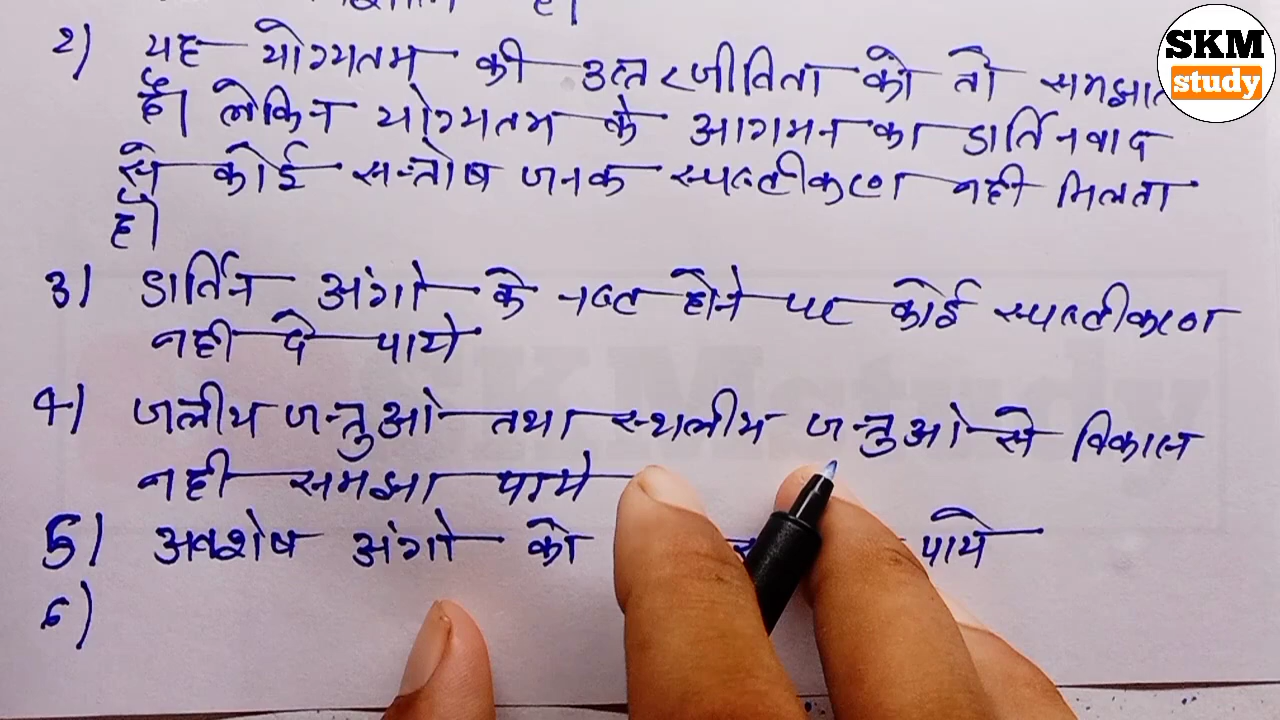 है।
2) यह योग्यतम की उत्तरजीविता को तो
है। लेकिन योग्यतम के आगमन का डार्विनवाद
से कोई सन्तोष जनक स्पष्टीकरण नही मिलता
है।
3) डार्विन अंगो के नष्ट होने पर कोई स्पष्टीकरण
नही दे पाये
4) जलीय जन्तुओ तथा स्थलीय जन्तुओ से विकास
नही समझा पाये
5) अवशेष अंगो को पाये
6)
SKM
study